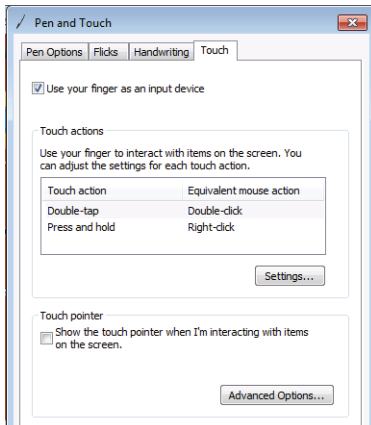 Pen and Touch
Pen Options Flicks Handwriting Touch
Use your finger as an input device
Touch actions
Use your finger to interact with items on the screen. You
can adjust the settings for each touch action.
Touch action Equivalent mouse action
Double-tap Double-click
Press and hold Right-click
Settings...
Touch pointer
Show the touch pointer when I'm interacting with items
on the screen.
Advanced Options...